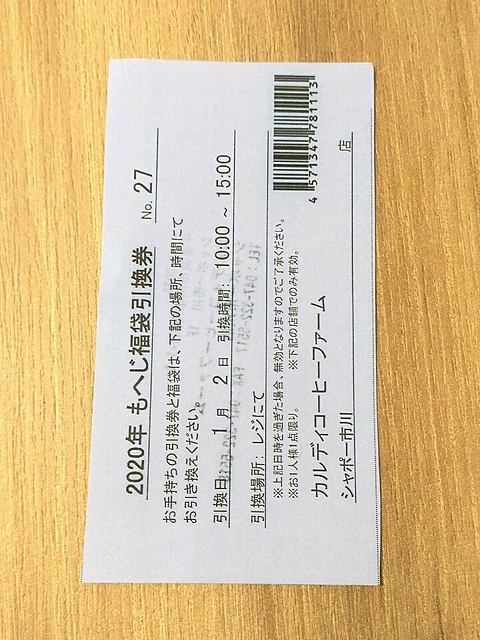 2020年 もへじ福袋引換券 No. 27
お手持ちの引換券と福袋は、下記の場所、時間にて
お引き換えください。
引換日: 1 月 2 日 引換時間: 10:00 ~ 15:00
引換場所: レジにて
※上記日時を過ぎた場合、無効となりますのでご了承ください。
※お1人様1点限り。 ※下記の店舗でのみ有効。
カルディコーヒーファーム
シャポー市川 店
4 571347 781113